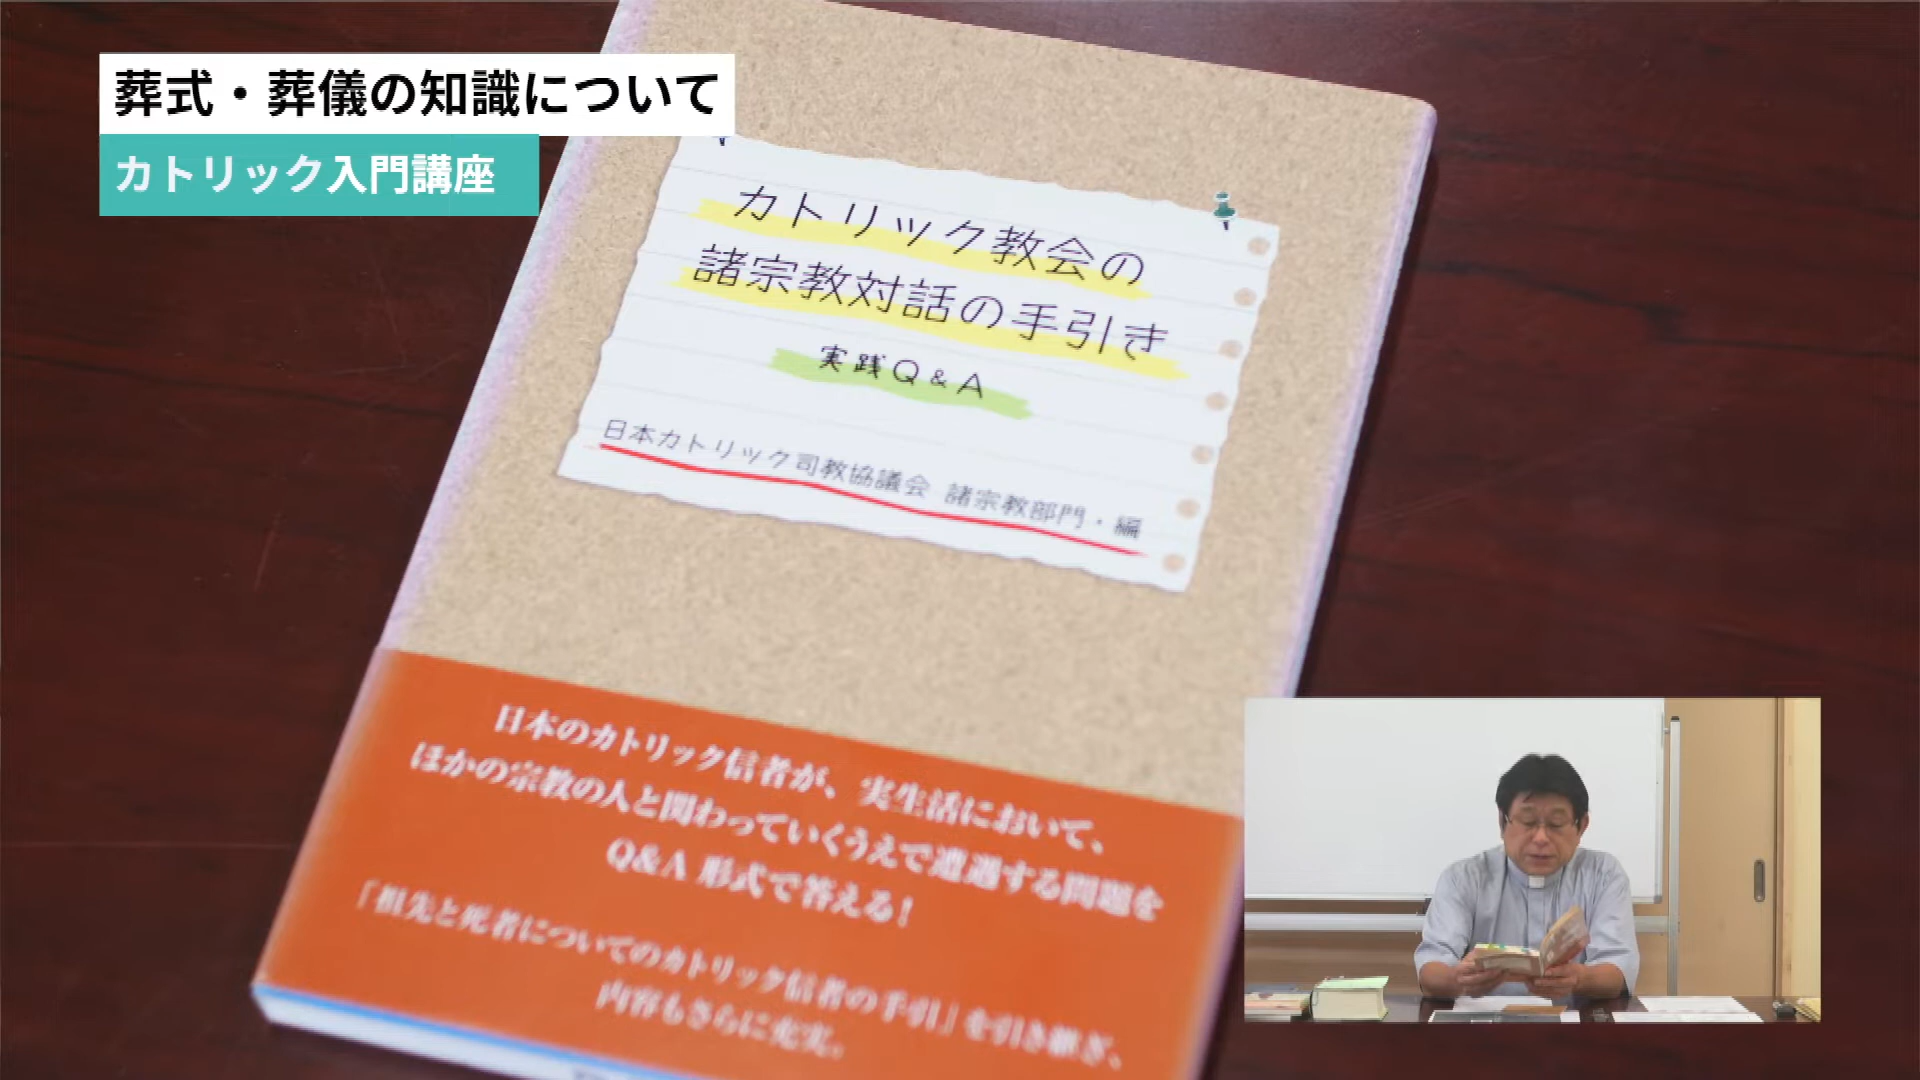 葬式・葬儀の知識について
カトリック入門講座
カトリック教会の
諸宗教対話の手引き
実践Q&A
日本カトリック司教協議会 諸宗教部門・編
日本のカトリック信者が、実生活において、
ほかの宗教の人と関わっていくうえで遭遇する問題を
Q&A 形式で答える!
「祖先と死者についてのカトリック信者の手引」を引き継ぎ、
内容もさらに充実。